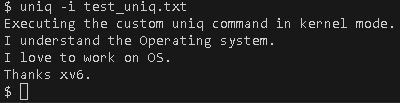 $ uniq -i test_uniq.txt
Executing the custom uniq command in kernel mode.
I understand the Operating system.
I love to work on OS.
Thanks xv6.
$